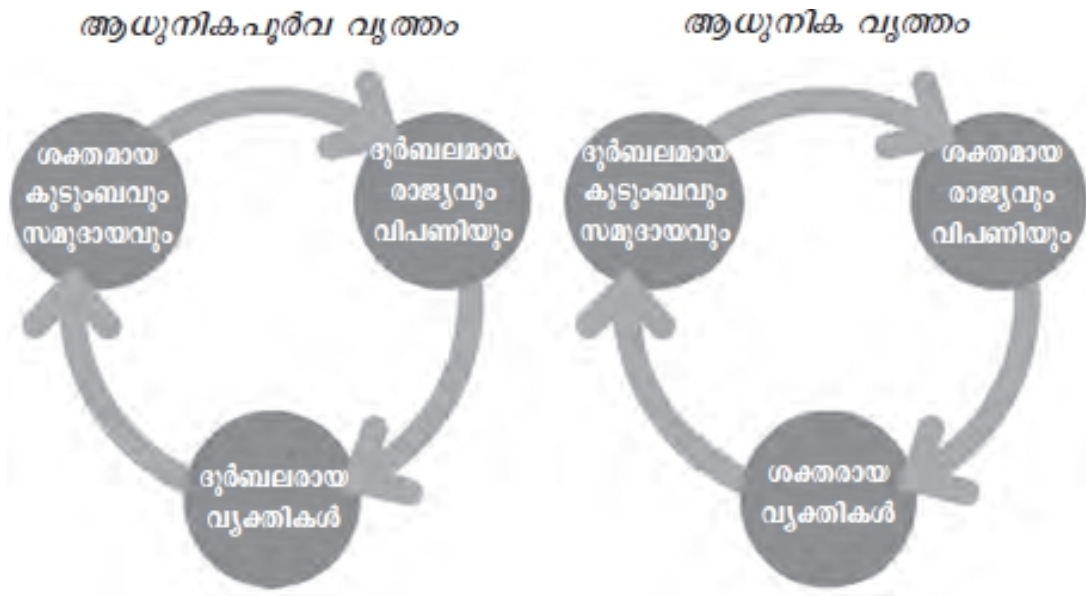 ആധുനികപൂർവ വൃത്തം
ശക്തമായ
കുടുംബവും
സമുദായവും
ദുർബലമായ
രാജ്യവും
വിപണിയും
ദുർബലരായ
വ്യക്തികൾ
ആധുനിക വൃത്തം
ദുർബലമായ
കുടുംബവും
സമുദായവും
ശക്തമായ
രാജ്യവും
വിപണിയും
ശക്തരായ
വ്യക്തികൾ